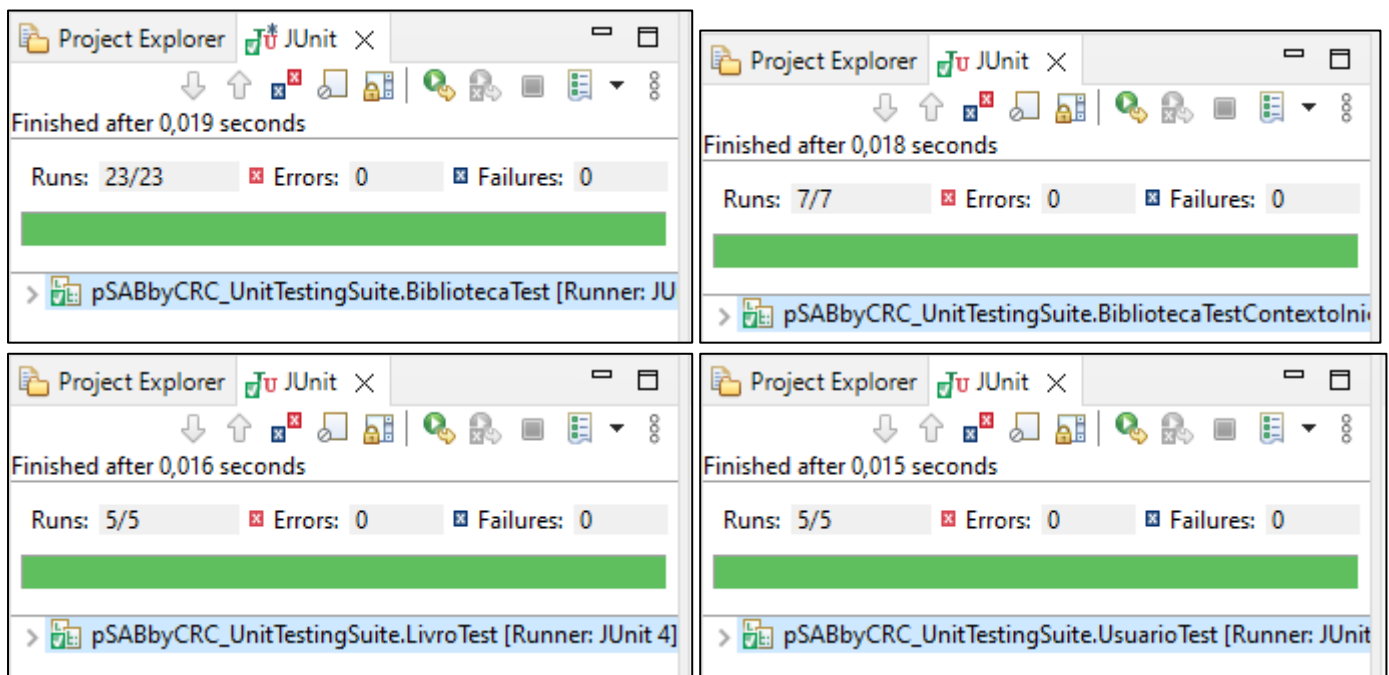 Project Explorer JUnit
Finished after 0,019 seconds
Runs: 23/23 Errors: 0 Failures: 0
pSABbyCRC_UnitTestingSuite.BibliotecaTest [Runner: JU
Project Explorer JUnit
Finished after 0,018 seconds
Runs: 7/7 Errors: 0 Failures: 0
pSABbyCRC_UnitTestingSuite.BibliotecaTestContextoIni
Project Explorer JUnit
Finished after 0,016 seconds
Runs: 5/5 Errors: 0 Failures: 0
pSABbyCRC_UnitTestingSuite.LivroTest [Runner: JUnit 4]
Project Explorer JUnit
Finished after 0,015 seconds
Runs: 5/5 Errors: 0 Failures: 0
pSABbyCRC_UnitTestingSuite.UsuarioTest [Runner: JUnit